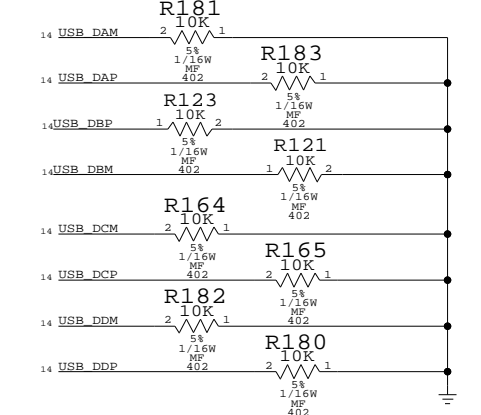 R181
10K
14 USB_DAM 2 1
5%
1/16W
MF
402
R183
10K
14 USB_DAP 2 1
5%
1/16W
MF
402
R123
10K
14 USB_DBP 1 2
5%
1/16W
MF
402
R121
10K
14 USB_DBM 1 2
5%
1/16W
MF
402
R164
10K
14 USB_DCM 2 1
5%
1/16W
MF
402
R165
10K
14 USB_DCP 2 1
5%
1/16W
MF
402
R182
10K
14 USB_DDM 2 1
5%
1/16W
MF
402
R180
10K
14 USB_DDP 2 1
5%
1/16W
MF
402